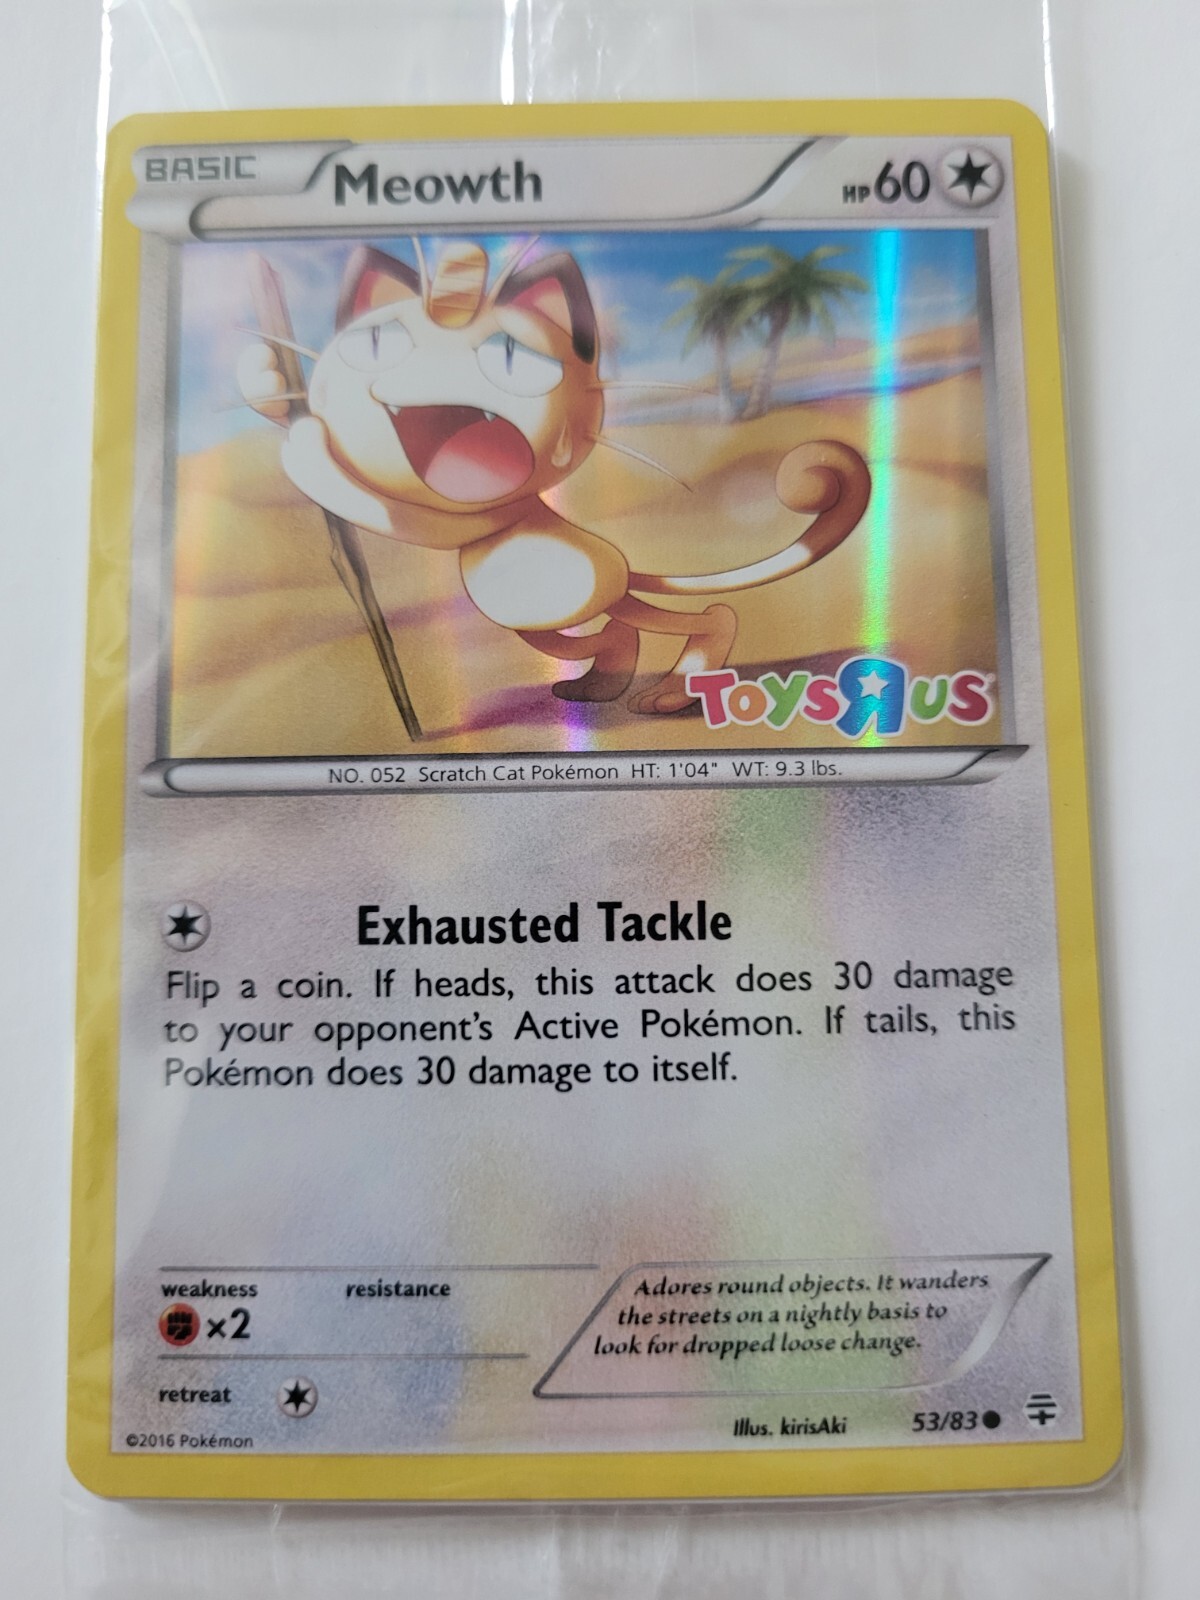 BASIC
Meowth
HP60
TOYSRUS
NO. 052 Scratch Cat Pokémon HT: 1'04" WT: 9.3 lbs.
Exhausted Tackle
Flip a coin. If heads, this attack does 30 damage
to your opponent's Active Pokémon. If tails, this
Pokémon does 30 damage to itself.
weakness
resistance
×2
Adores round objects. It wanders
the streets on a nightly basis to
look for dropped loose change.
retreat
Illus. kirisAki
53/83
©2016 Pokémon